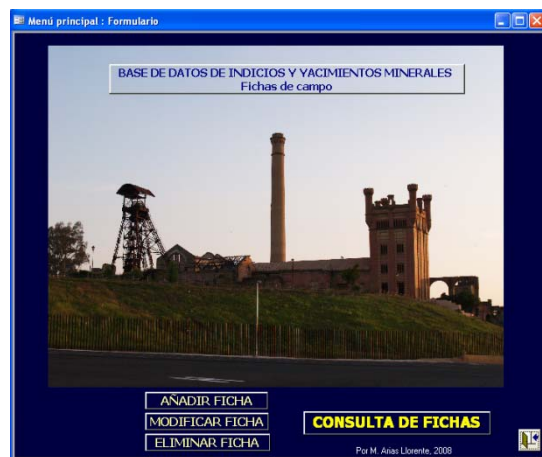 Menú principal : Formulario
BASE DE DATOS DE INDICIOS Y YACIMIENTOS MINERALES
Fichas de campo
AÑADIR FICHA
MODIFICAR FICHA
ELIMINAR FICHA
CONSULTA DE FICHAS
Por M. Arias Llorente, 2008